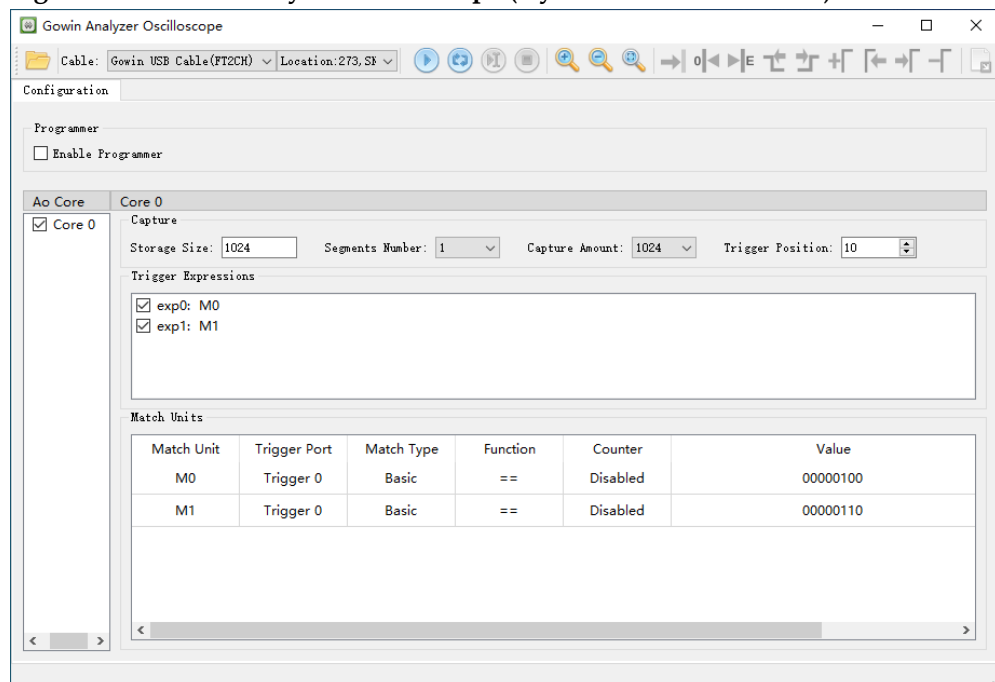 Gowin Analyzer Oscilloscope
Cable: Gowin USB Cable(FT2CH) Location:273,
Configuration
Programmer
Enable Programmer
Ao Core Core 0
Core 0
Capture
Storage Size: 1024 Segments Number: 1 Capture Amount: 1024 Trigger Position: 10
Trigger Expressions
exp0: M0
exp1: M1
Match Units
Match Unit Trigger Port Match Type Function Counter Value
M0 Trigger 0 Basic == Disabled 00000100
M1 Trigger 0 Basic == Disabled 00000110